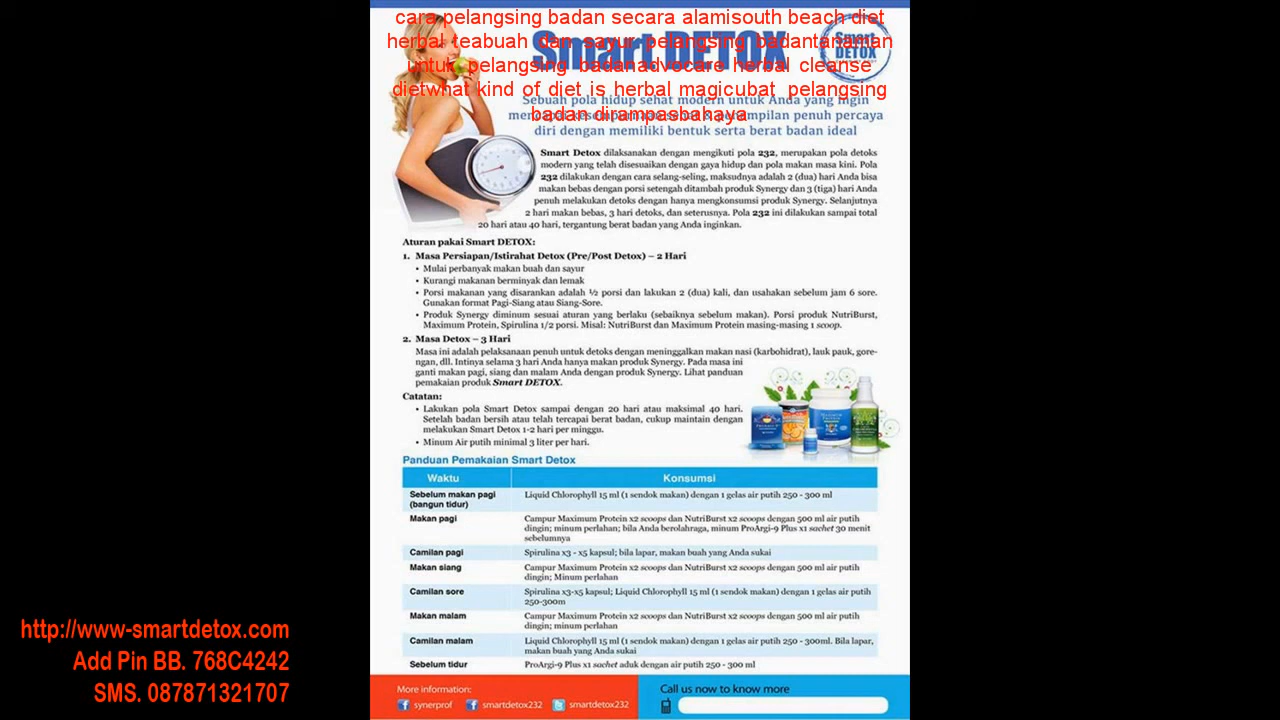 cara pelangsing badan secara alamisouth beach diet
herbal teabuah dan sayur pelangsing badantanaman
untuk pelangsing badanadvocare herbal cleanse
dietwhat kind of diet is herbal magicubat pelangsing
badan dirampasbahaya
Smart DETOX
Smart
DETOX
Sebuah pola hidup sehat modern untuk Anda yang ingin
penampilan penuh percaya
diri dengan memiliki bentuk serta berat badan ideal
Smart Detox dilaksanakan dengan mengikuti pola 232, merupakan pola detoks
modern yang telah disesuaikan dengan gaya hidup dan pola makan masa kini. Pola
232 dilakukan dengan cara selang-seling, maksudnya adalah 2 (dua) hari Anda bisa
makan bebas dengan porsi setengah ditambah produk Synergy dan 3 (tiga) hari Anda
penuh melakukan detoks dengan hanya mengkonsumsi produk Synergy. Selanjutnya
2 hari makan bebas, 3 hari detoks, dan seterusnya. Pola 232 ini dilakukan sampai total
20 hari atau 40 hari, tergantung berat badan yang Anda inginkan.
Aturan pakai Smart DETOX:
1. Masa Persiapan/Istirahat Detox (Pre/Post Detox) – 2 Hari
• Mulai perbanyak makan buah dan sayur
• Kurangi makanan berminyak dan lemak
• Porsi makanan yang disarankan adalah ½ porsi dan lakukan 2 (dua) kali, dan usahakan sebelum jam 6 sore.
Gunakan format Pagi-Siang atau Siang-Sore.
• Produk Synergy diminum sesuai aturan yang berlaku (sebaiknya sebelum makan). Porsi produk NutriBurst,
Maximum Protein, Spirulina 1/2 porsi. Misal: NutriBurst dan Maximum Protein masing-masing 1 scoop.
2. Masa Detox – 3 Hari
Masa ini adalah pelaksanaan penuh untuk detoks dengan meninggalkan makan nasi (karbohidrat), lauk pauk, gore-
ngan, dll. Intinya selama 3 hari Anda hanya makan produk Synergy. Pada masa ini
ganti makan pagi, siang dan malam Anda dengan produk Synergy. Lihat panduan
pemakaian produk Smart DETOX.
Catatan:
• Lakukan pola Smart Detox sampai dengan 20 hari atau maksimal 40 hari.
Setelah badan bersih atau telah tercapai berat badan, cukup maintain dengan
melakukan Smart Detox 1-2 hari per minggu.
• Minum Air putih minimal 3 liter per hari.
Panduan Pemakaian Smart Detox
Waktu Konsumsi
Sebelum makan pagi Liquid Chlorophyll 15 ml (1 sendok makan) dengan 1 gelas air putih 250 - 300 ml
(bangun tidur)
Makan pagi Campur Maximum Protein x2 scoops dan NutriBurst x2 scoops dengan 500 ml air putih
dingin; minum perlahan; bila Anda berolahraga, minum ProArgi-9 Plus x1 sachet 30 menit
sebelumnya
Camilan pagi Spirulina x3 - x5 kapsul; bila lapar, makan buah yang Anda sukai
Makan siang Campur Maximum Protein x2 scoops dan NutriBurst x2 scoops dengan 500 ml air putih
dingin; Minum perlahan
Camilan sore Spirulina x3-x5 kapsul; Liquid Chlorophyll 15 ml (1 sendok makan) dengan 1 gelas air putih
250-300m
Makan malam Campur Maximum Protein x2 scoops dan NutriBurst x2 scoops dengan 500 ml air putih
dingin; minum perlahan
Camilan malam Liquid Chlorophyll 15 ml (1 sendok makan) dengan 1 gelas air putih 250 - 300ml. Bila lapar,
makan buah yang Anda sukai
Sebelum tidur ProArgi-9 Plus x1 sachet aduk dengan air putih 250 - 300 ml
More information:
synerprof smartdetox232 smartdetox232
Call us now to know more
http://www-smartdetox.com
Add Pin BB. 768C4242
SMS. 087871321707